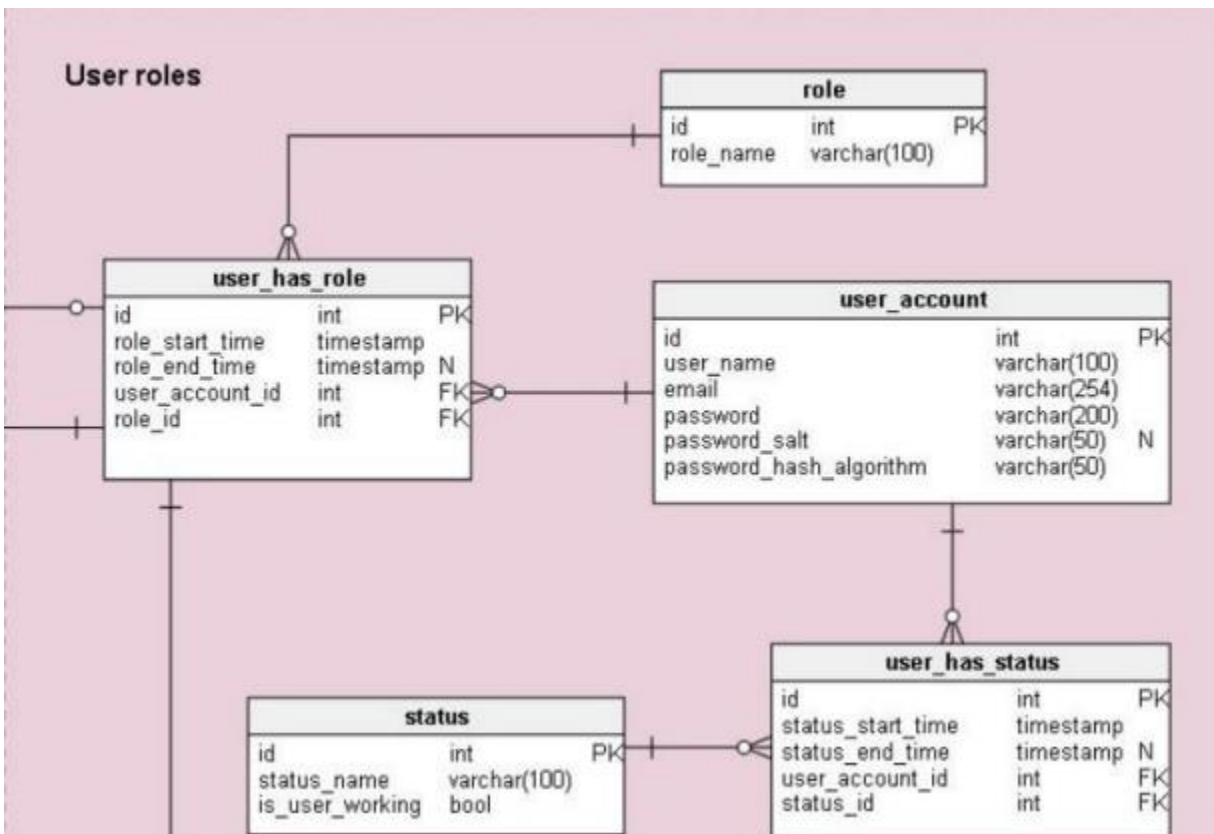 User roles
role
id int PK
role_name varchar(100)
user_has_role
id int PK
role_start_time timestamp
role_end_time timestamp N
user_account_id int FK
role_id int FK
user_account
id int PK
user_name varchar(100)
email varchar(254)
password varchar(200)
password_salt varchar(50) N
password_hash_algorithm varchar(50)
user_has_status
id int PK
status_start_time timestamp
status_end_time timestamp N
user_account_id int FK
status_id int FK
status
id int PK
status_name varchar(100)
is_user_working bool